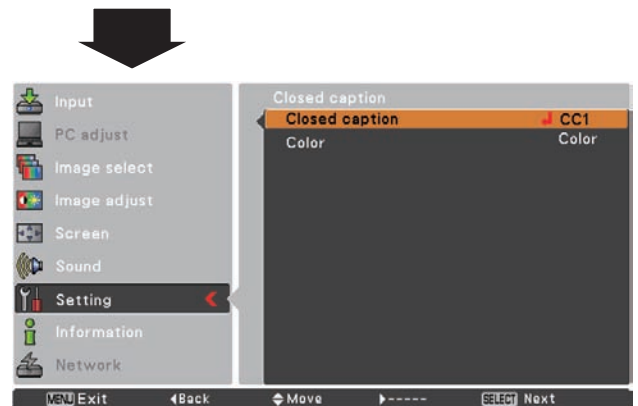 Input
PC adjust
Image select
Image adjust
Screen
Sound
Setting
Information
Network
Closed caption
Closed caption CC1
Color Color
MENU Exit Back Move ----- SELECT Next